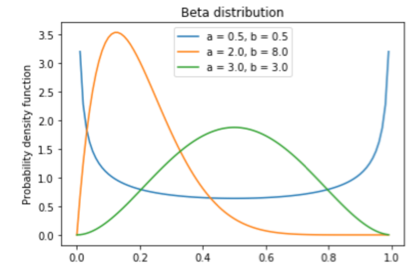 Beta distribution
Probability density function
3.5
3.0
2.5
2.0
1.5
1.0
0.5
0.0
a = 0.5, b = 0.5
a = 2.0, b = 8.0
a = 3.0, b = 3.0
0.0 0.2 0.4 0.6 0.8 1.0